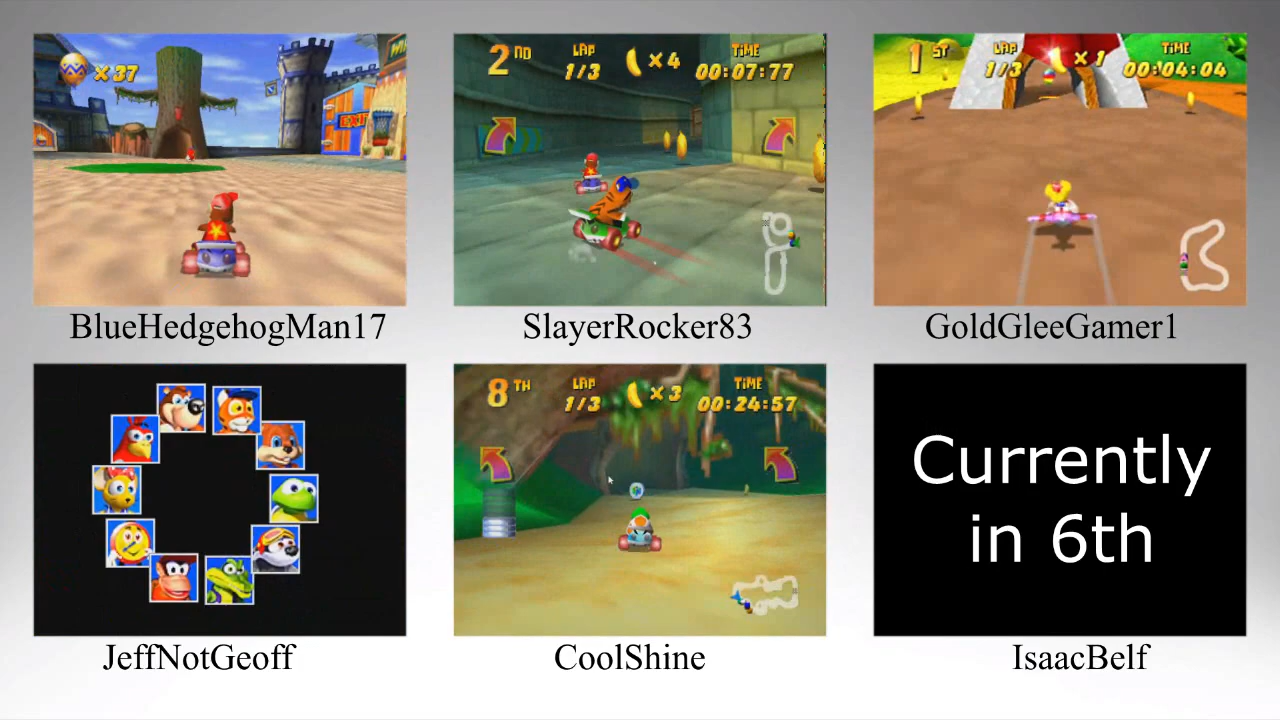 ×37
EXIT
2ND LAP 1/3 ×4 TIME 00:07:77
1ST LAP 1/3 ×1 TIME 00:04:04
BlueHedgehogMan17
SlayerRocker83
GoldGleeGamer1
8TH LAP 1/3 ×3 TIME 00:24:57
Currently
in 6th
JeffNotGeoff
CoolShine
IsaacBelf